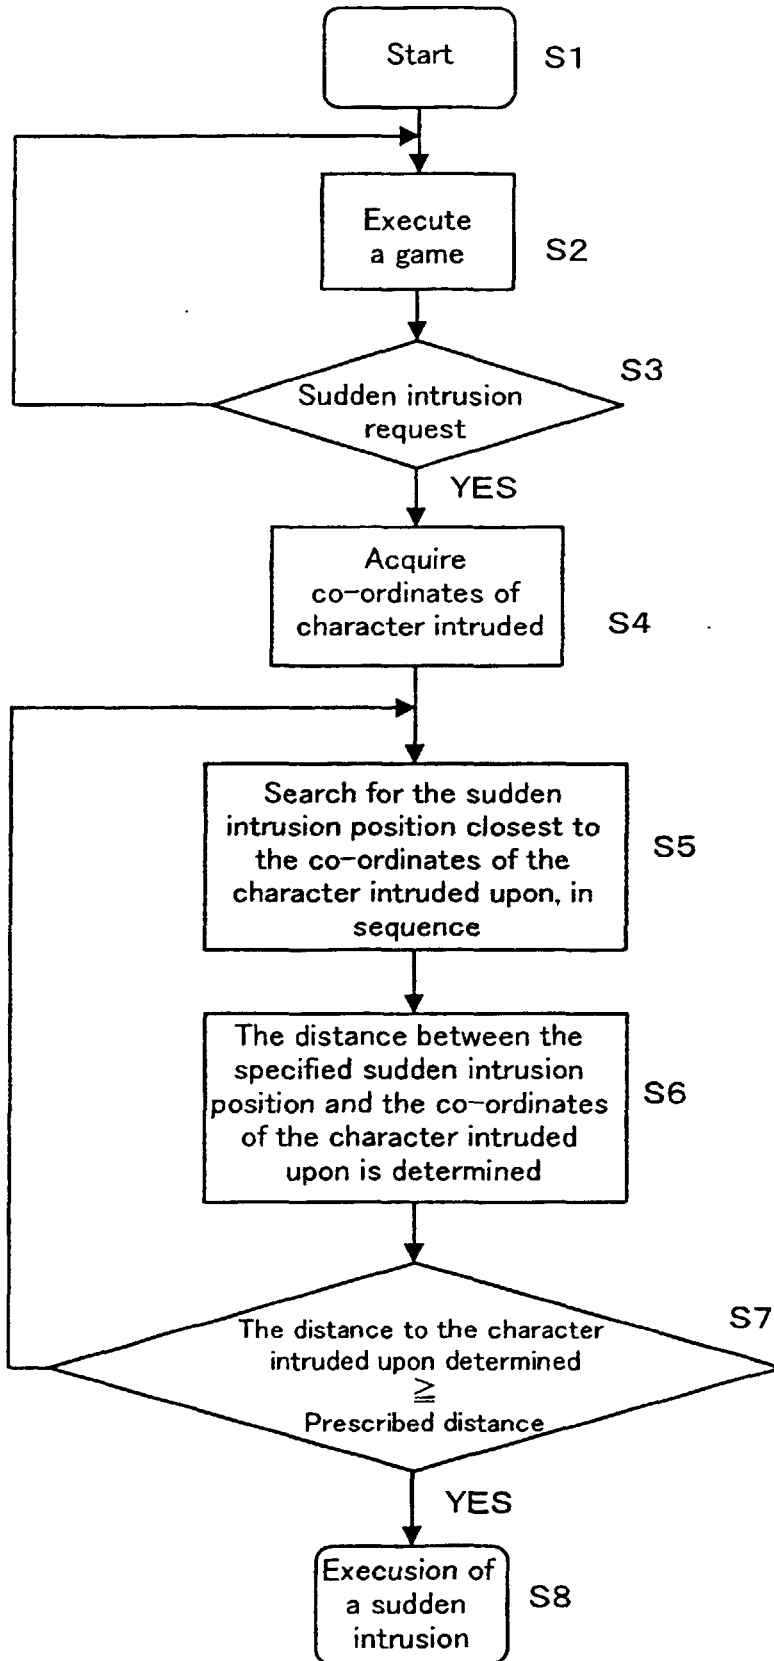 Start
S1
Execute
a game
S2
S3
Sudden intrusion
request
YES
Acquire
co-ordinates of
character intruded
S4
Search for the sudden
intrusion position closest to
the co-ordinates of the
character intruded upon, in
sequence
S5
The distance between the
specified sudden intrusion
position and the co-ordinates
of the character intruded
upon is determined
S6
S7
The distance to the character
intruded upon determined
≧
Prescribed distance
YES
Execusion of
a sudden
intrusion
S8